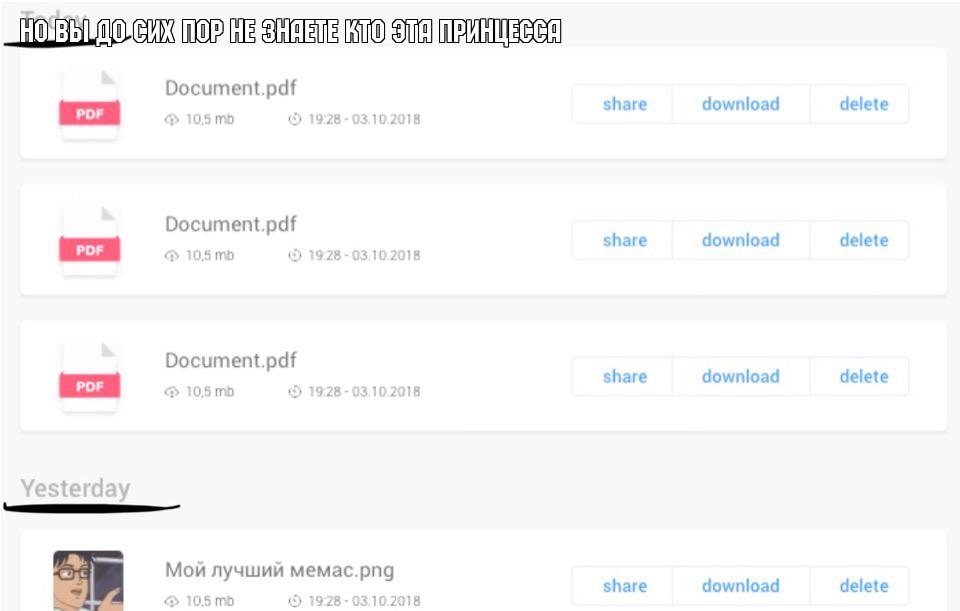 Today
НО ВЫ ДО СИХ ПОР НЕ ЗНАЕТЕ КТО ЭТА ПРИНЦЕССА
Document.pdf
PDF
10,5 mb 19:28 - 03.10.2018
share download delete
Document.pdf
PDF
10,5 mb 19:28 - 03.10.2018
share download delete
Document.pdf
PDF
10,5 mb 19:28 - 03.10.2018
share download delete
Yesterday
Мой лучший мемас.png
10,5 mb 19:28 - 03.10.2018
share download delete